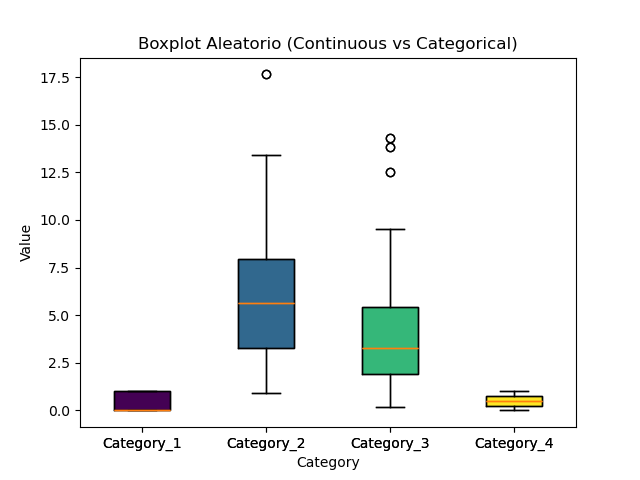 Boxplot Aleatorio (Continuous vs Categorical)
17.5
15.0
12.5
10.0
7.5
5.0
2.5
0.0
Value
Category_1 Category_2 Category_3 Category_4
Category